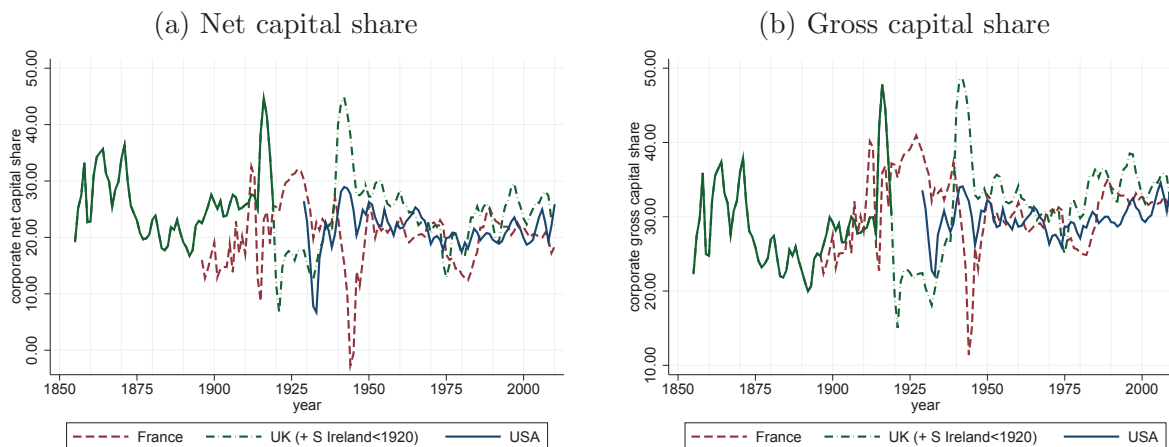 (a) Net capital share
corporate net capital share
50.00
40.00
30.00
20.00
10.00
0.00
1850 1875 1900 1925 1950 1975 2000
year
France UK (+ S Ireland<1920) USA
(b) Gross capital share
corporate gross capital share
50.00
40.00
30.00
20.00
10.00
1850 1875 1900 1925 1950 1975 2000
year
France UK (+ S Ireland<1920) USA